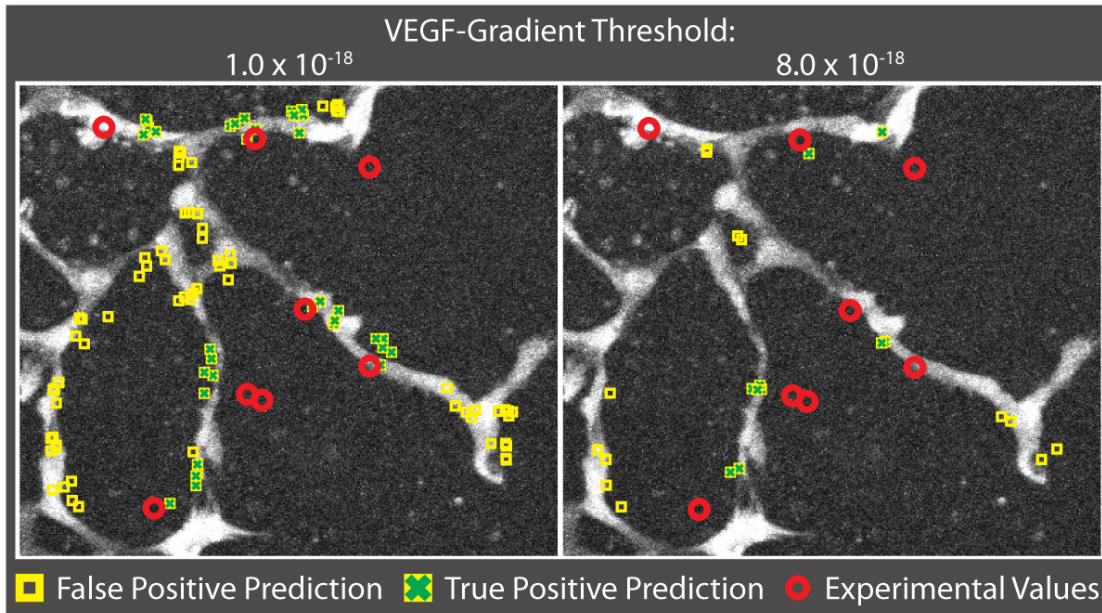 VEGF-Gradient Threshold:
1.0 x 10⁻¹⁸ 8.0 x 10⁻¹⁸
False Positive Prediction True Positive Prediction Experimental Values